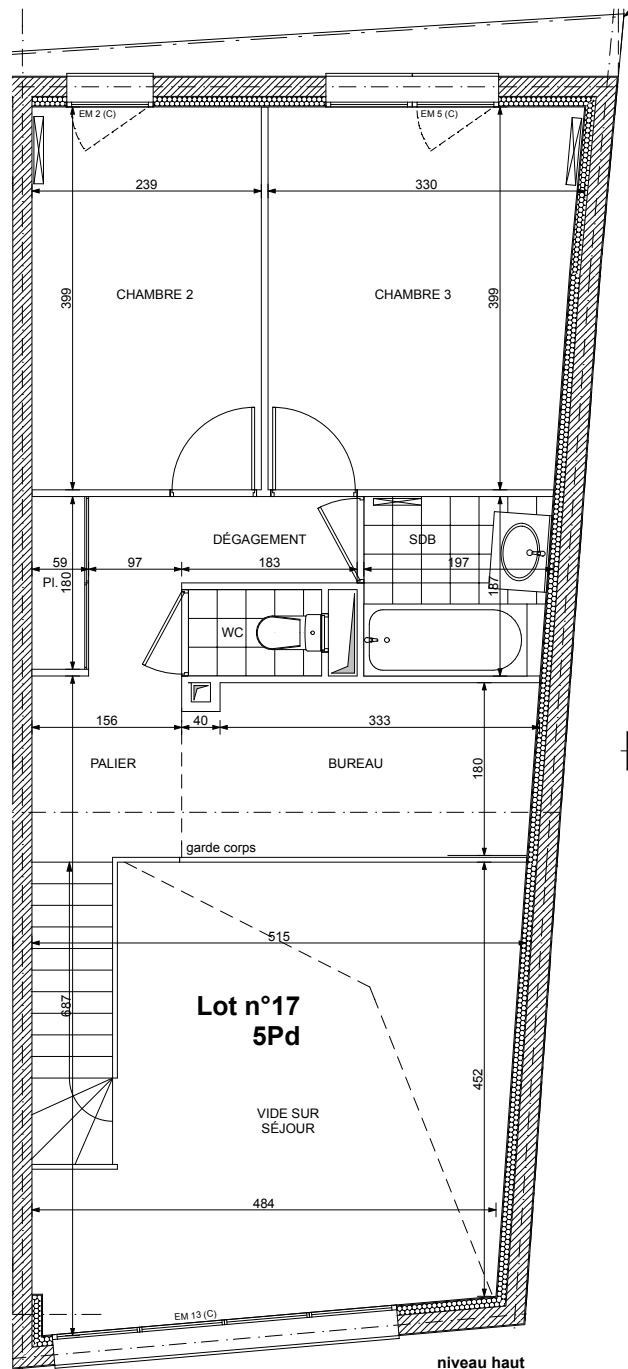 EM 2 (C)
EM 5 (C)
239
330
CHAMBRE 2
CHAMBRE 3
399
399
DÉGAGEMENT
SDB
59
97
183
197
Pl.
180
187
WC
156
40
333
PALIER
BUREAU
180
garde corps
515
Lot n°17
5Pd
687
452
VIDE SUR
SÉJOUR
484
EM 13 (C)
niveau haut